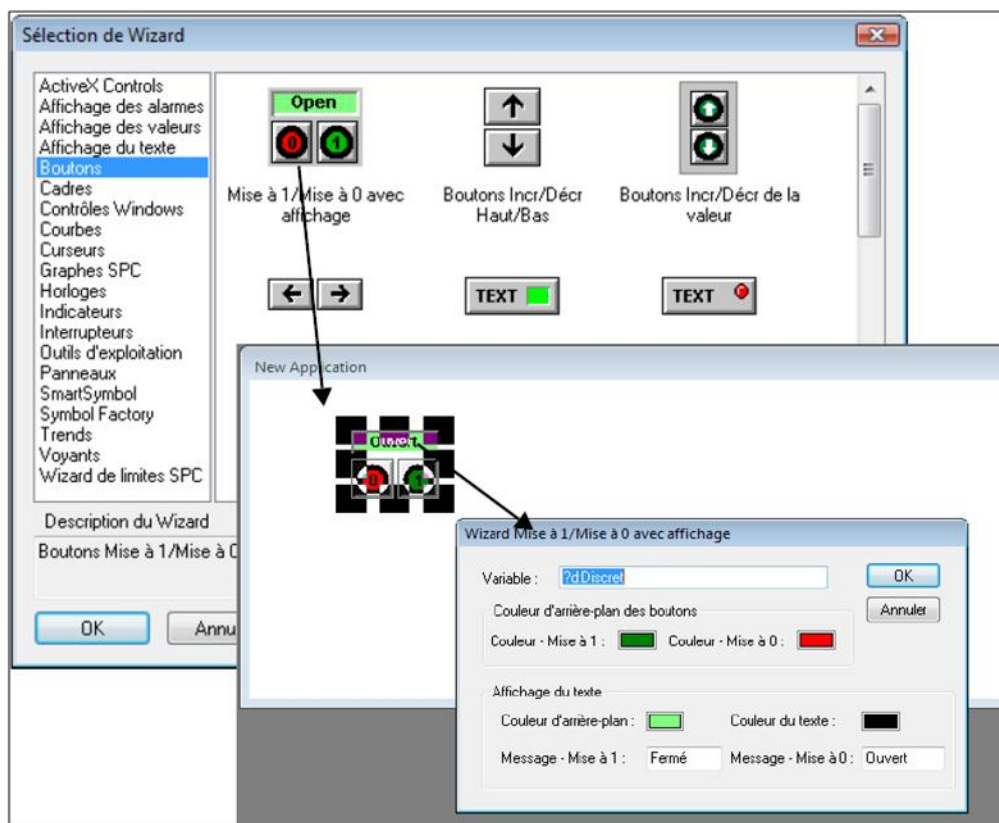 Sélection de Wizard
ActiveX Controls
Affichage des alarmes
Affichage des valeurs
Affichage du texte
Boutons
Cadres
Contrôles Windows
Courbes
Curseurs
Graphes SPC
Horloges
Indicateurs
Interrupteurs
Outils d'exploitation
Panneaux
SmartSymbol
Symbol Factory
Trends
Voyants
Wizard de limites SPC
Open
0 1
Mise à 1/Mise à 0 avec
affichage
Boutons Incr/Décr
Haut/Bas
Boutons Incr/Décr de la
valeur
TEXT
TEXT
Description du Wizard
Boutons Mise à 1/Mise à 0
OK
Annu
New Application
Ouvert
0 1
Wizard Mise à 1/Mise à 0 avec affichage
Variable : ?dDiscret
OK
Annuler
Couleur d'arrière-plan des boutons
Couleur - Mise à 1 : Couleur - Mise à 0 :
Affichage du texte
Couleur d'arrière-plan : Couleur du texte :
Message - Mise à 1 : Fermé Message - Mise à 0 : Ouvert